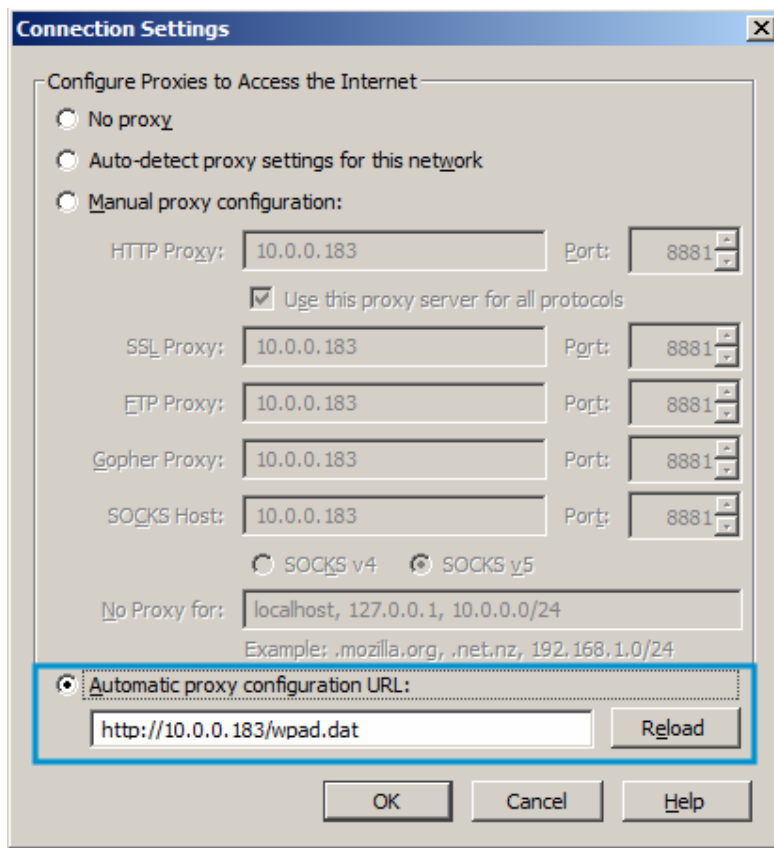 Connection Settings
Configure Proxies to Access the Internet
No proxy
Auto-detect proxy settings for this network
Manual proxy configuration:
HTTP Proxy: 10.0.0.183 Port: 8881
Use this proxy server for all protocols
SSL Proxy: 10.0.0.183 Port: 8881
FTP Proxy: 10.0.0.183 Port: 8881
Gopher Proxy: 10.0.0.183 Port: 8881
SOCKS Host: 10.0.0.183 Port: 8881
SOCKS v4 SOCKS v5
No Proxy for: localhost, 127.0.0.1, 10.0.0.0/24
Example: .mozilla.org, .net.nz, 192.168.1.0/24
Automatic proxy configuration URL:
http://10.0.0.183/wpad.dat Reload
OK Cancel Help